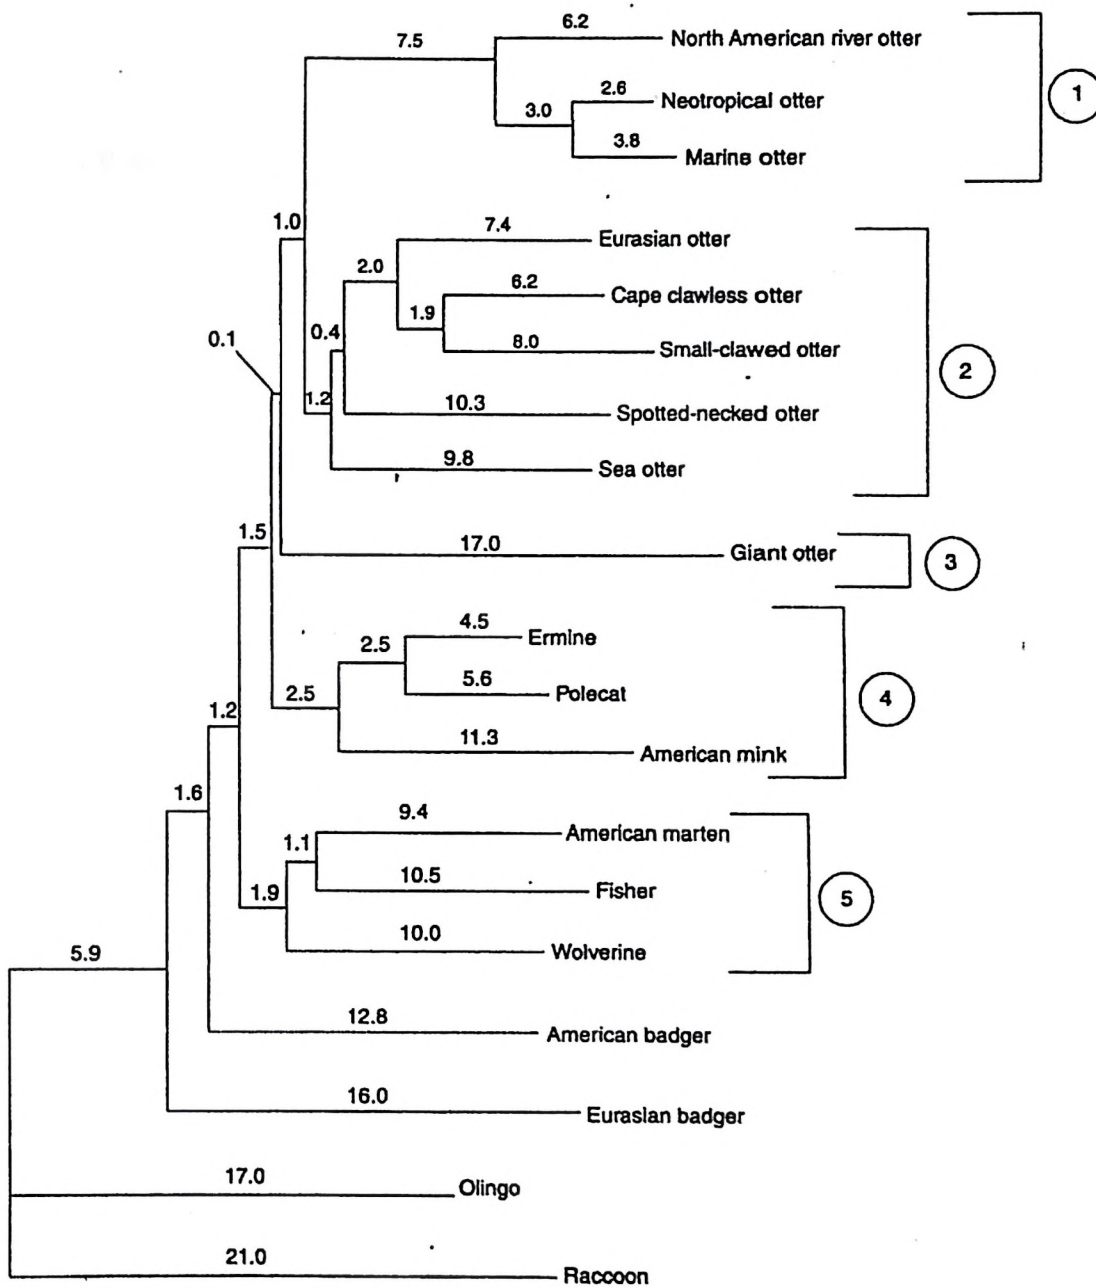 6.2
North American river otter
7.5
2.6
Neotropical otter
3.0
1
3.8
Marine otter
1.0
7.4
Eurasian otter
2.0
6.2
Cape clawless otter
1.9
0.4
0.1
8.0
Small-clawed otter
2
1.2
10.3
Spotted-necked otter
9.8
Sea otter
1.5
17.0
Giant otter
3
4.5
Ermine
2.5
5.6
Polecat
2.5
4
1.2
11.3
American mink
1.6
9.4
American marten
1.1
10.5
Fisher
1.9
5
10.0
Wolverine
5.9
12.8
American badger
16.0
Eurasian badger
17.0
Olingo
21.0
Raccoon